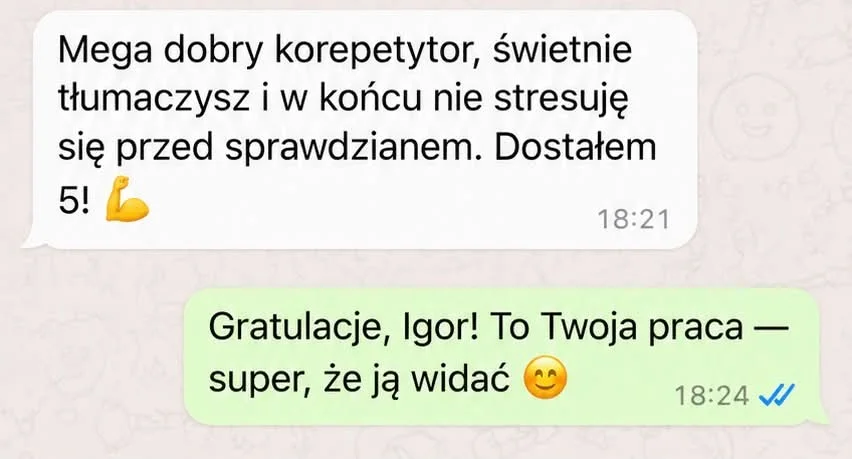 Mega dobry korepetytor, świetnie
tłumaczysz i w końcu nie stresuję
się przed sprawdzianem. Dostałem
5! 💪
18:21
Gratulacje, Igor! To Twoja praca —
super, że ją widać 😊
18:24